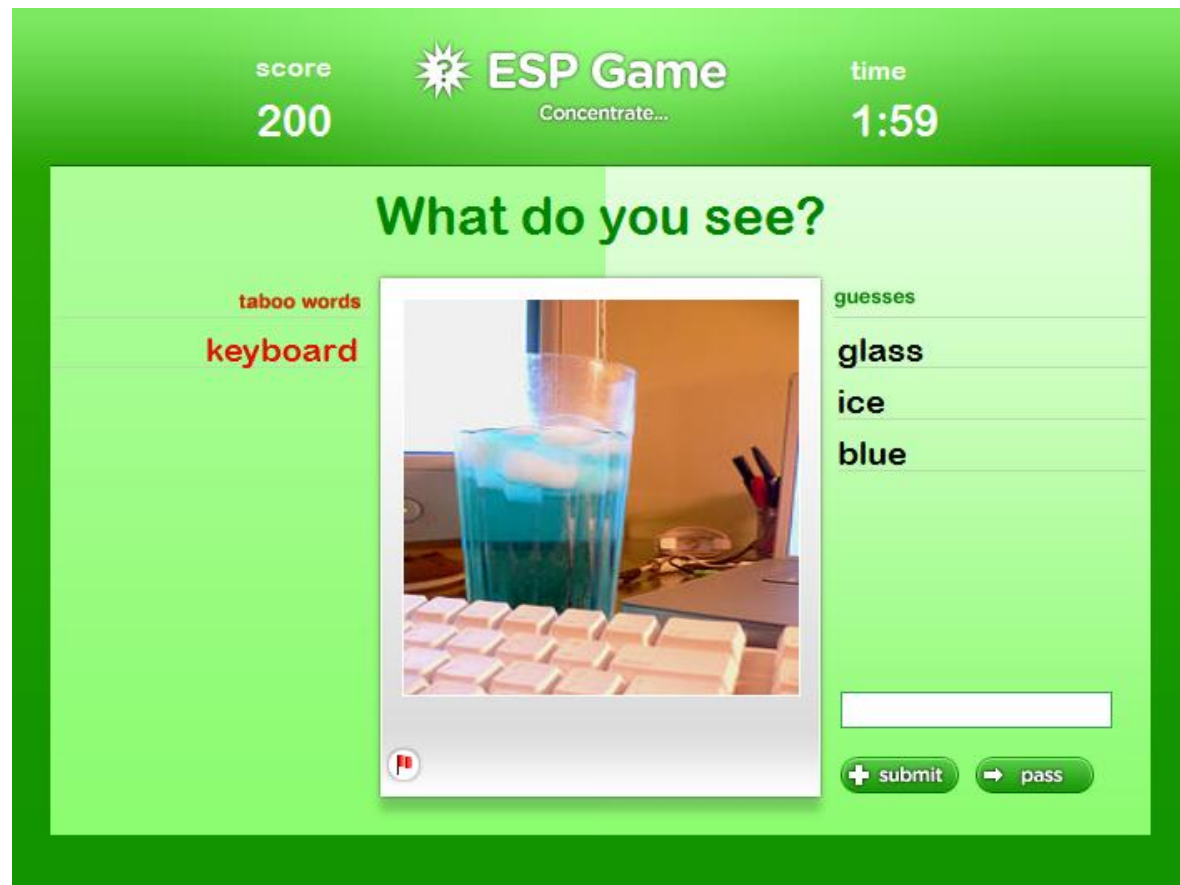 score
200
? ESP Game
Concentrate...
time
1:59
What do you see?
taboo words
keyboard
guesses
glass
ice
blue
submit
pass